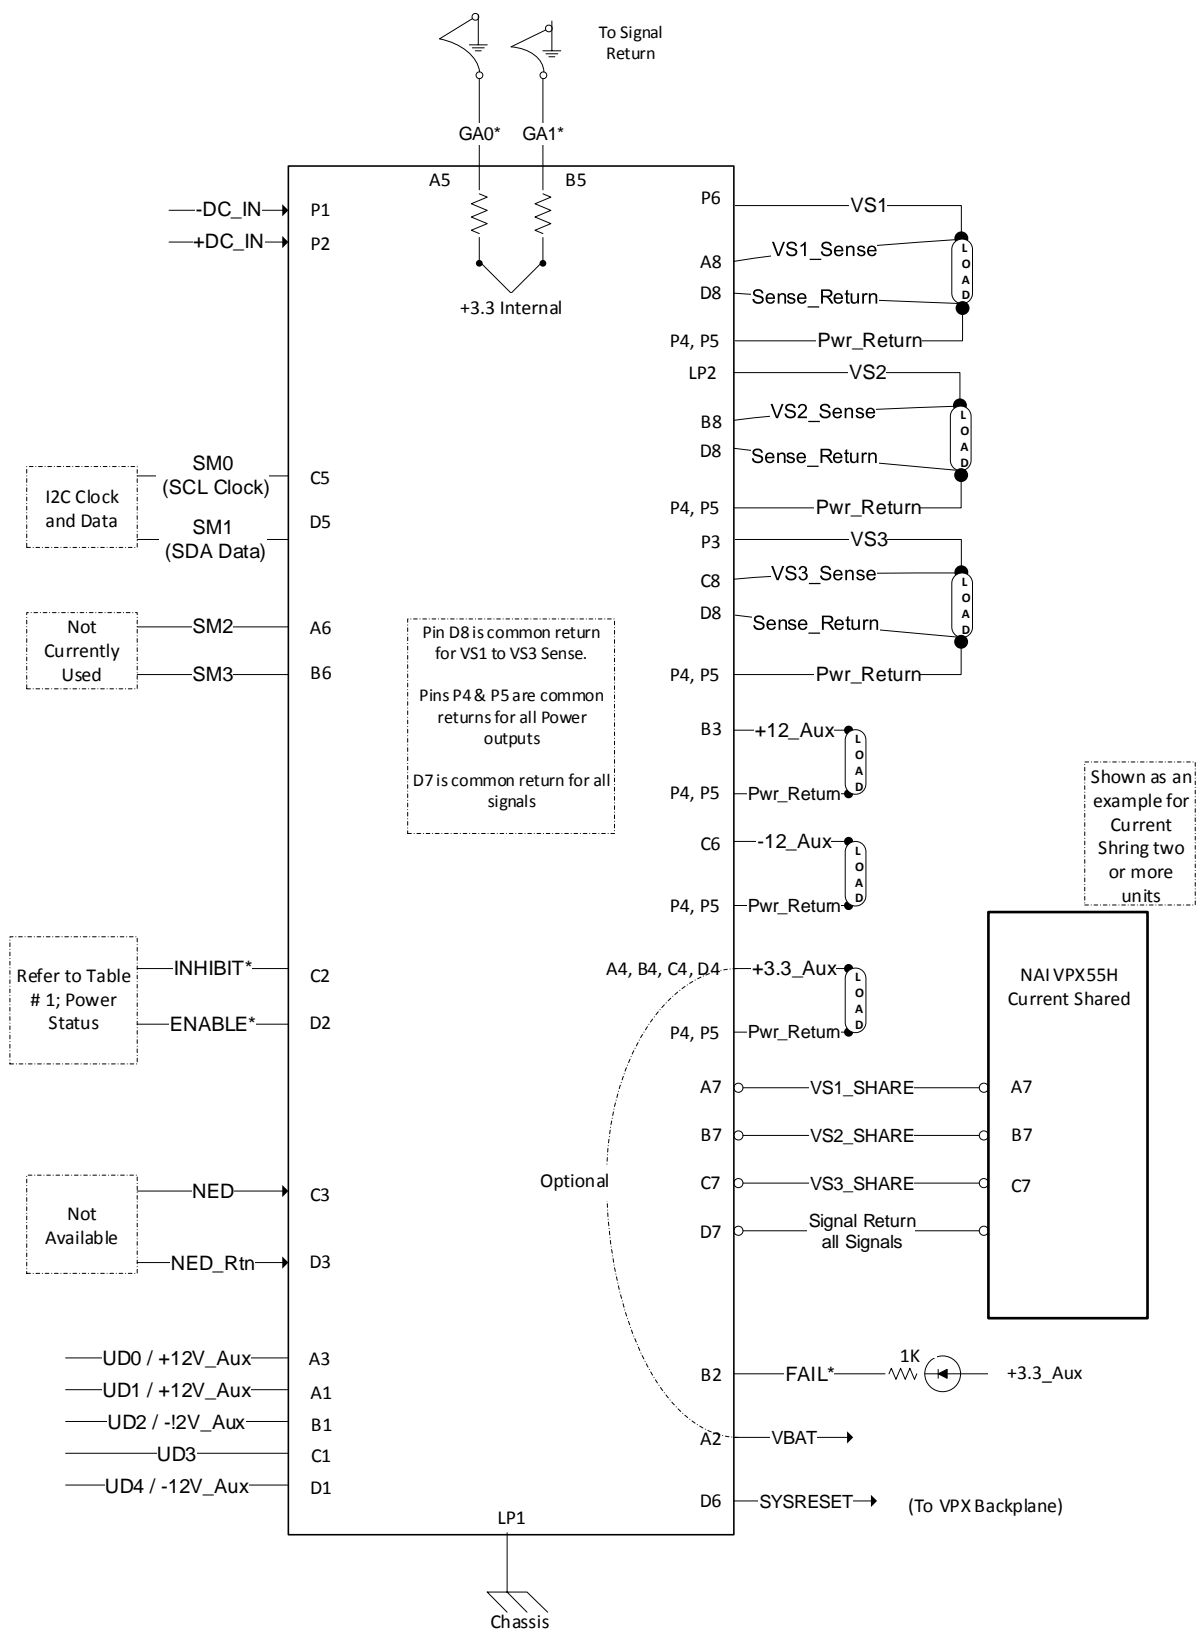 To Signal
Return
GA0*
GA1*
A5
B5
+3.3 Internal
-DC_IN
P1
+DC_IN
P2
I2C Clock
and Data
SM0
(SCL Clock)
C5
SM1
(SDA Data)
D5
Not
Currently
Used
SM2
A6
SM3
B6
Pin D8 is common return
for VS1 to VS3 Sense.
Pins P4 & P5 are common
returns for all Power
outputs
D7 is common return for all
signals
Refer to Table
# 1; Power
Status
INHIBIT*
C2
ENABLE*
D2
Not
Available
NED
C3
NED_Rtn
D3
UD0 / +12V_Aux
A3
UD1 / +12V_Aux
A1
UD2 / -!2V_Aux
B1
UD3
C1
UD4 / -12V_Aux
D1
LP1
Chassis
P6
VS1
A8
VS1_Sense
D8
Sense_Return
P4, P5
Pwr_Return
LOAD
LP2
VS2
B8
VS2_Sense
D8
Sense_Return
P4, P5
Pwr_Return
LOAD
P3
VS3
C8
VS3_Sense
D8
Sense_Return
P4, P5
Pwr_Return
LOAD
B3
+12_Aux
P4, P5
Pwr_Return
LOAD
C6
-12_Aux
P4, P5
Pwr_Return
LOAD
A4, B4, C4, D4
+3.3_Aux
P4, P5
Pwr_Return
LOAD
Optional
A7
VS1_SHARE
A7
B7
VS2_SHARE
B7
C7
VS3_SHARE
C7
D7
Signal Return
all Signals
Shown as an
example for
Current
Shring two
or more
units
NAI VPX55H
Current Shared
B2
FAIL*
1K
+3.3_Aux
A2
VBAT
D6
SYSRESET
(To VPX Backplane)